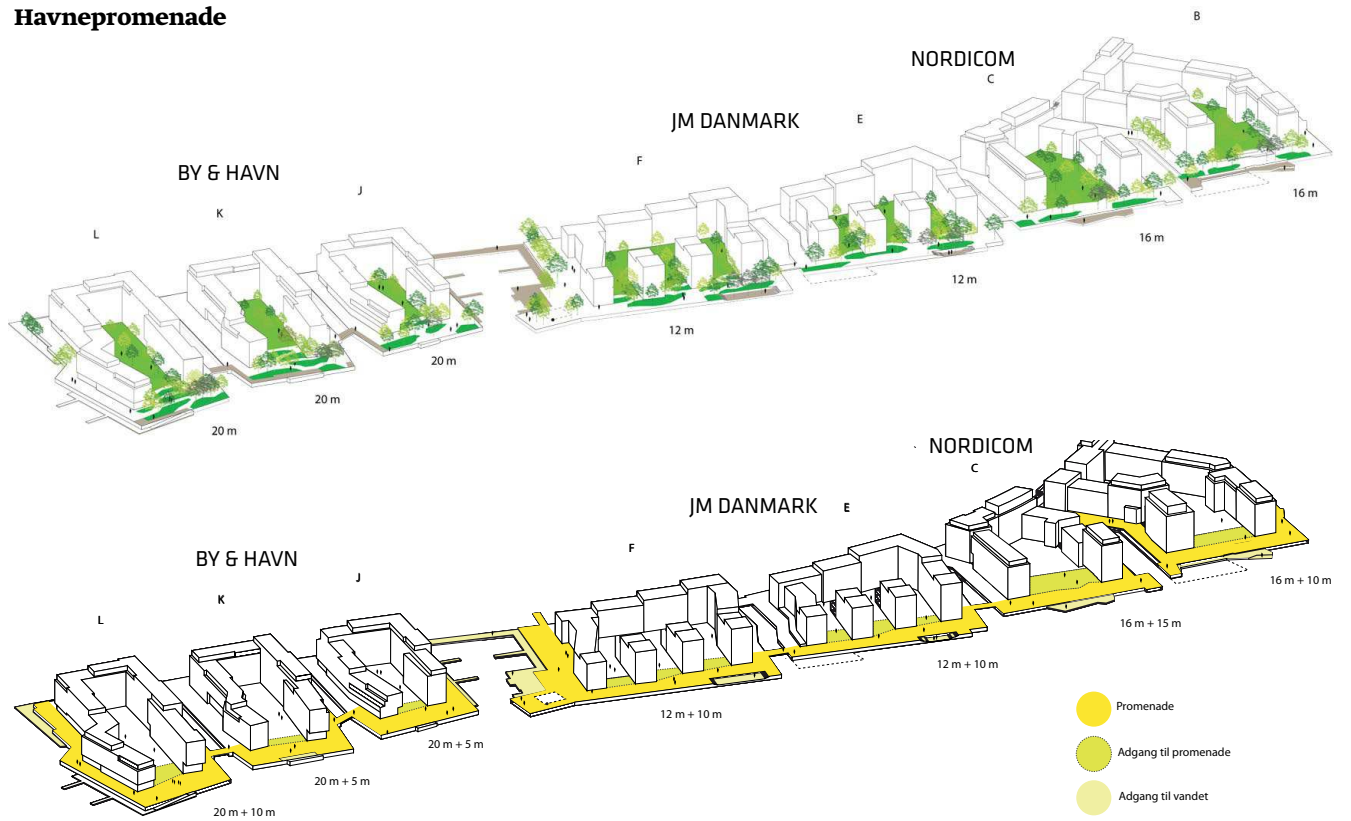 Havnepromenade
B
NORDICOM
C
JM DANMARK
E
F
BY & HAVN
J
K
L
16 m
16 m
12 m
12 m
20 m
20 m
20 m
NORDICOM
C
JM DANMARK
E
F
BY & HAVN
J
K
L
16 m + 10 m
16 m + 15 m
12 m + 10 m
12 m + 10 m
20 m + 5 m
20 m + 5 m
20 m + 10 m
Promenade
Adgang til promenade
Adgang til vandet